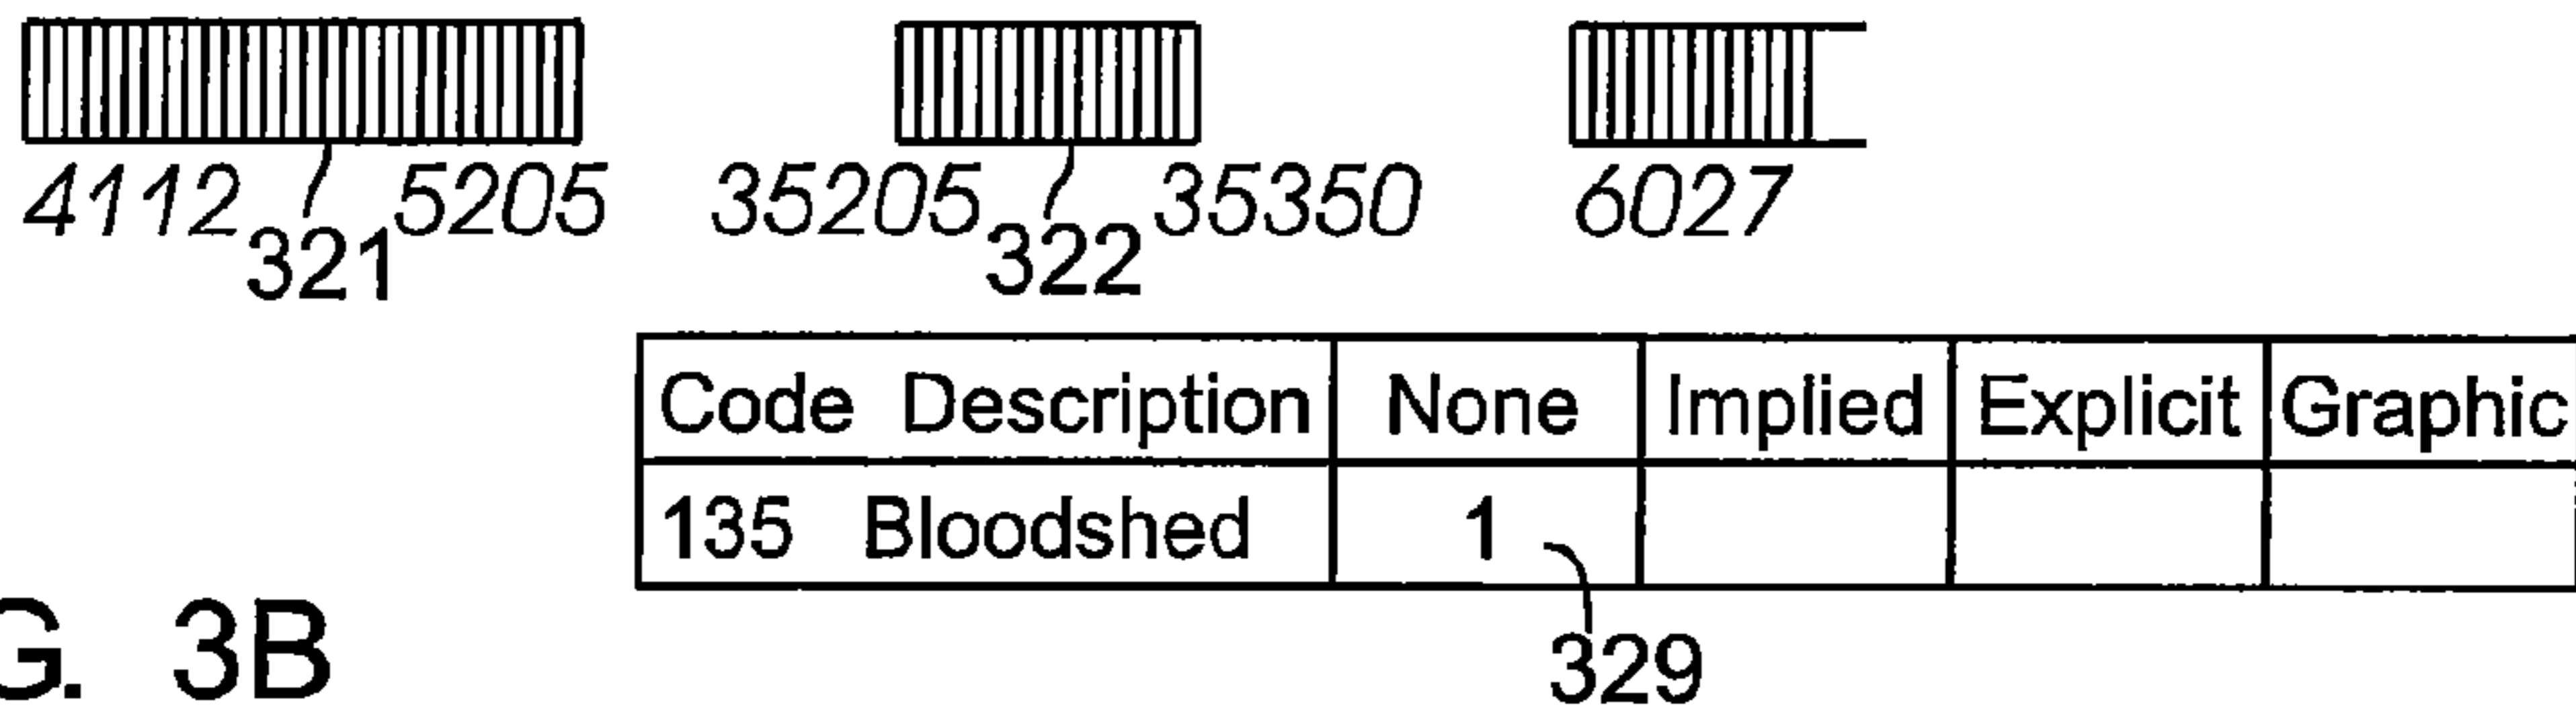 4112 5205 35205 35350 6027
321 322
Code Description None Implied Explicit Graphic
135 Bloodshed 1
329
G. 3B